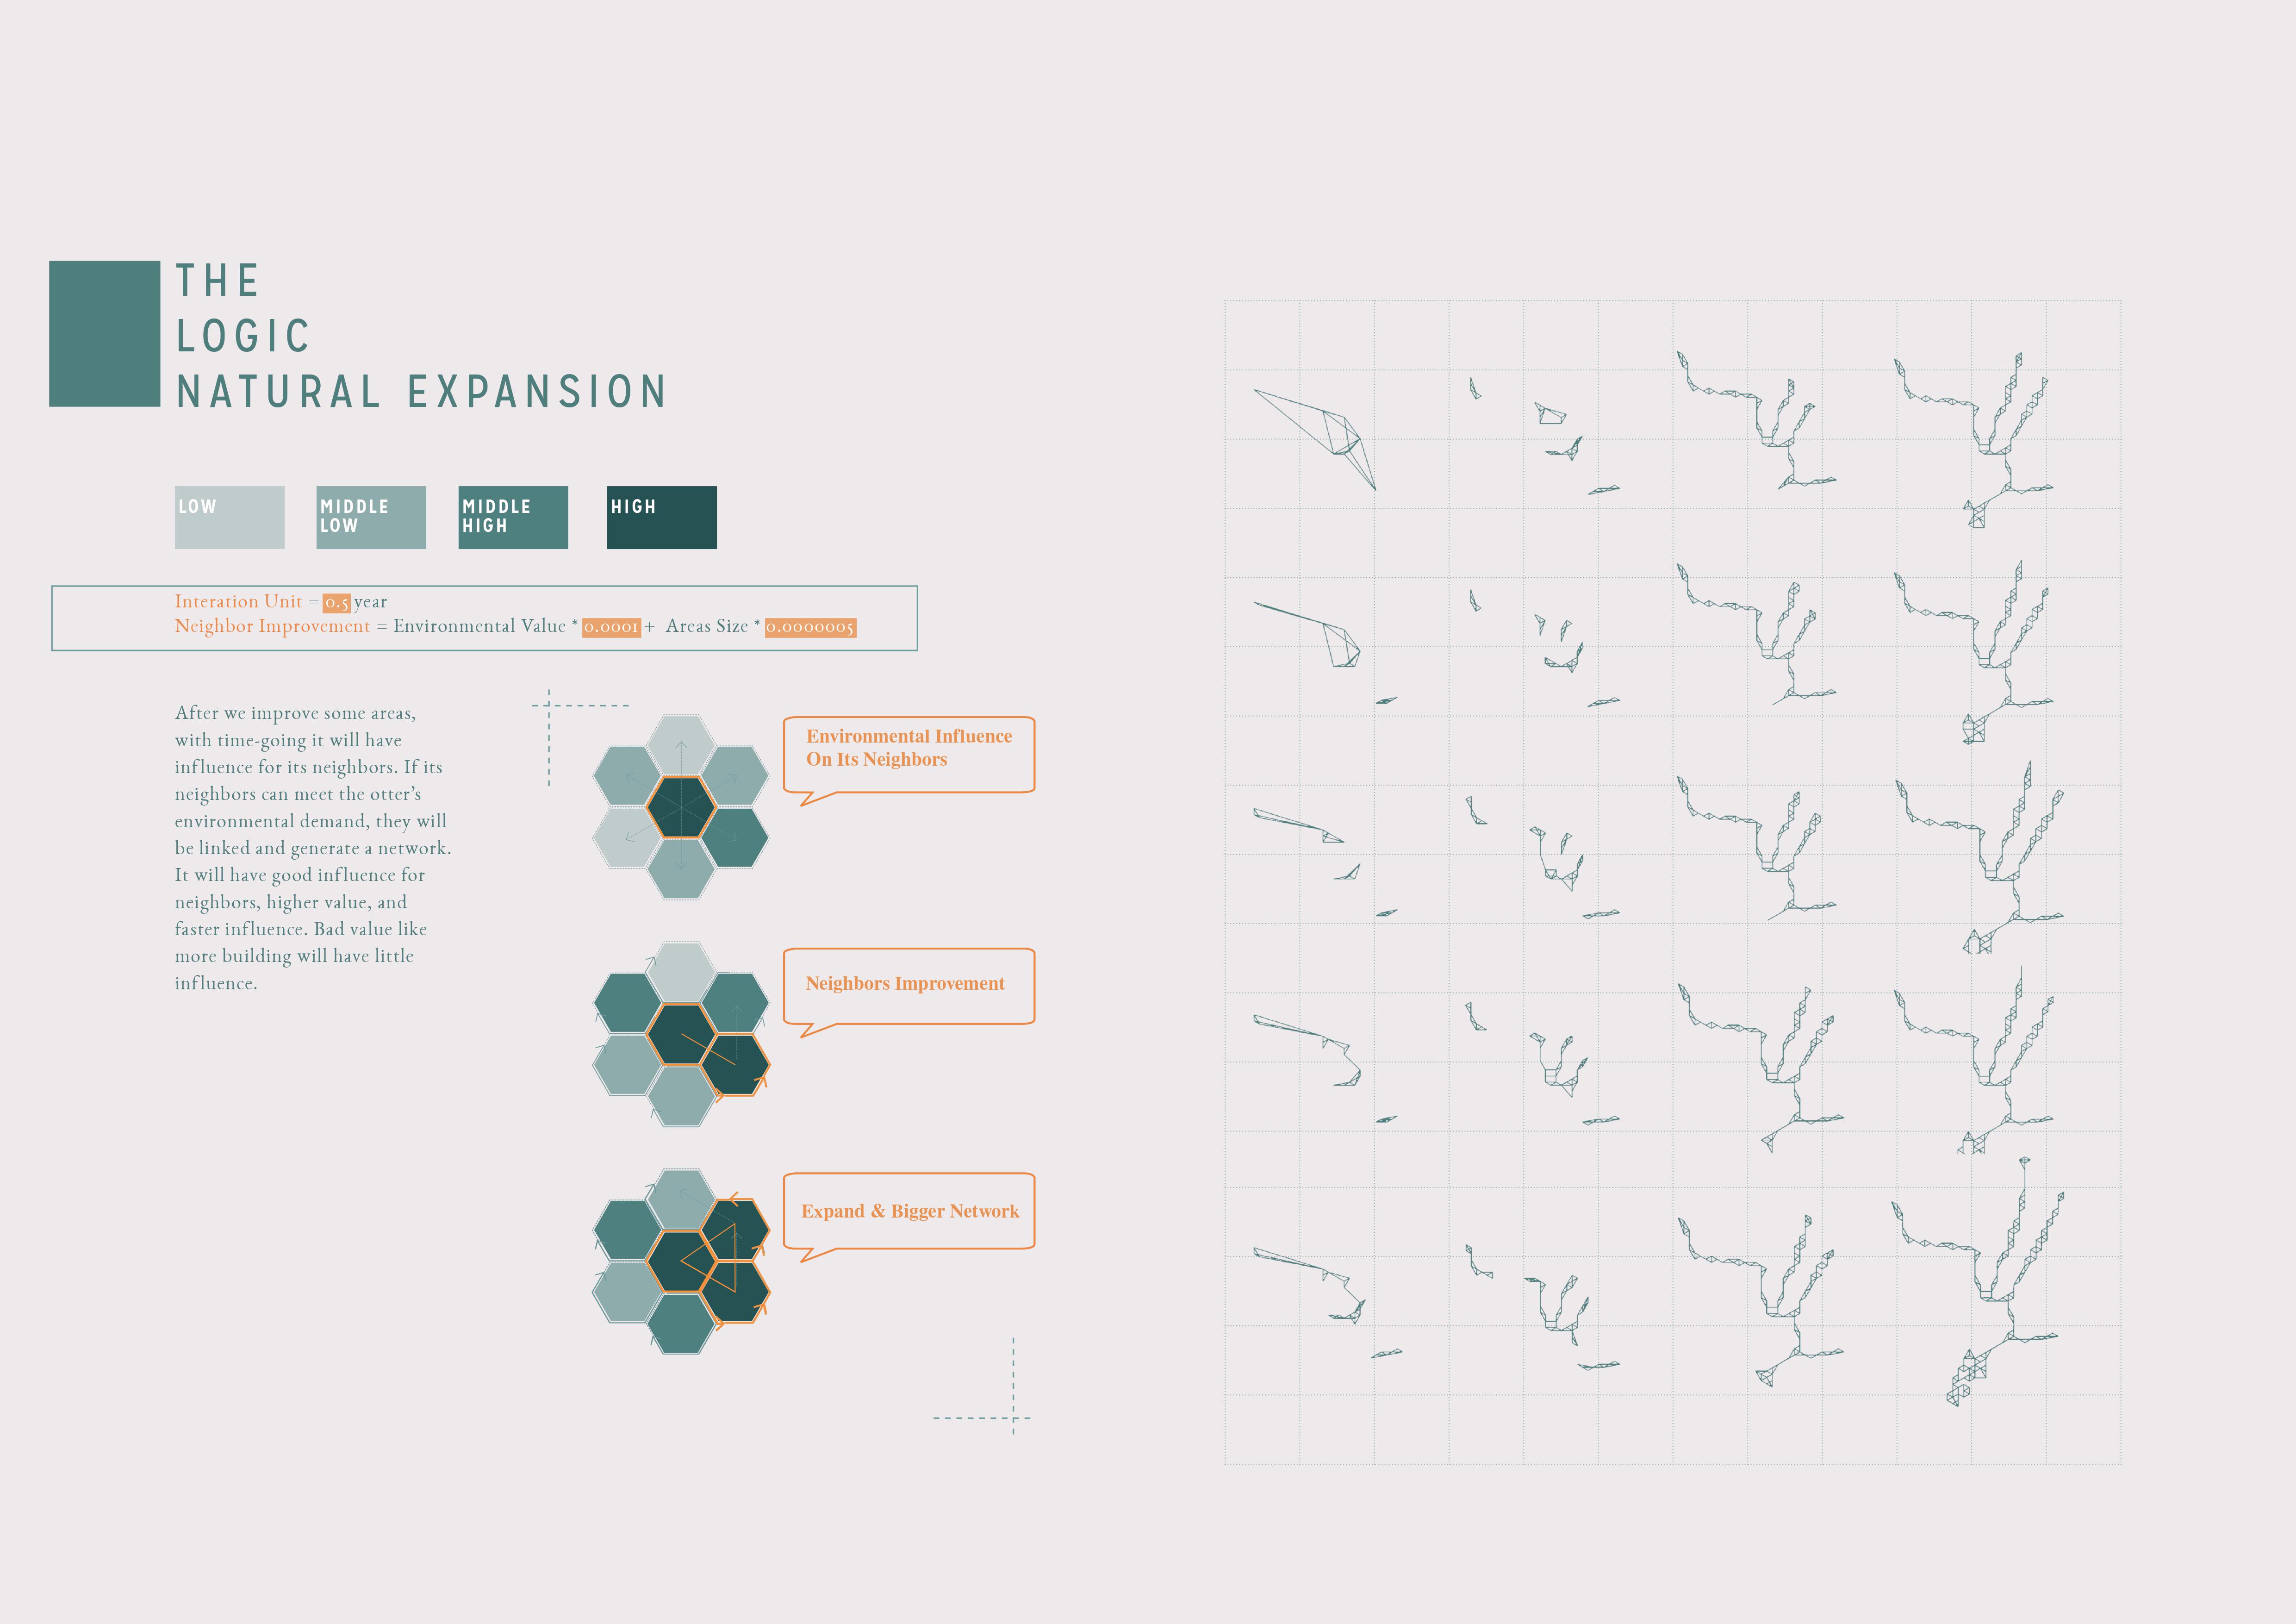 THE
LOGIC
NATURAL EXPANSION
LOW
MIDDLE
LOW
MIDDLE
HIGH
HIGH
Interation Unit = 0.5 year
Neighbor Improvement = Environmental Value * 0.0001 + Areas Size * 0.0000005
After we improve some areas,
with time-going it will have
influence for its neighbors. If its
neighbors can meet the otter’s
environmental demand, they will
be linked and generate a network.
It will have good influence for
neighbors, higher value, and
faster influence. Bad value like
more building will have little
influence.
Environmental Influence
On Its Neighbors
Neighbors Improvement
Expand & Bigger Network